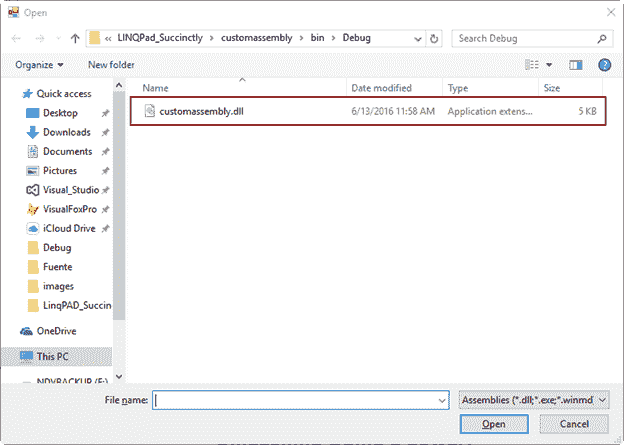 Open
« LINQPad_Succinctly > customassembly > bin > Debug
Search Debug
Organize
New folder
Name
Date modified
Type
Size
customassembly.dll
6/13/2016 11:58 AM
Application extens...
5 KB
Quick access
Desktop
Downloads
Documents
Pictures
Visual_Studio
VisualFoxPro
iCloud Drive
Debug
Fuente
images
LinqPAD_Succin
OneDrive
This PC
File name:
Assemblies (*.dll;*.exe;*.winmd
Open
Cancel